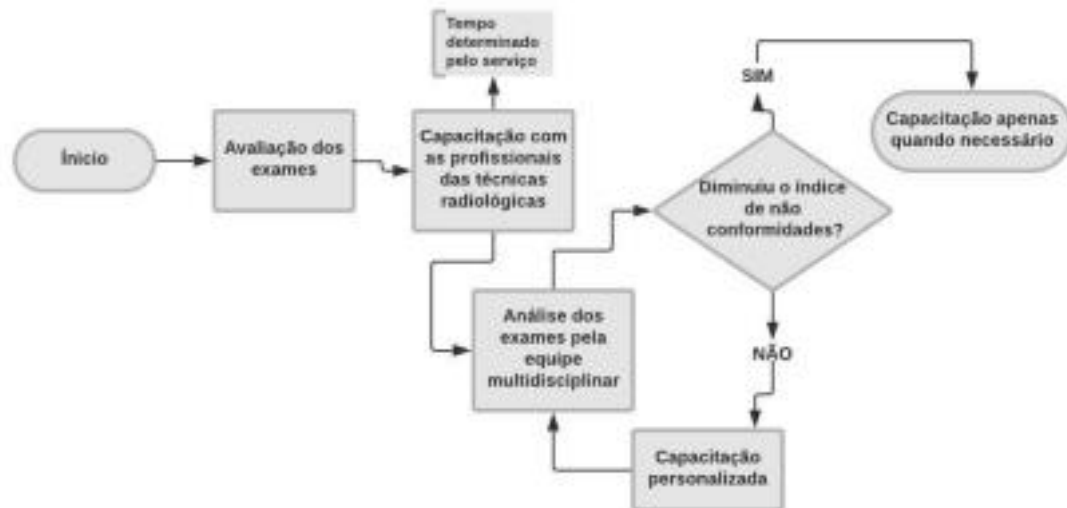 Tempo
determinado
pelo serviço
Ínicio
Avaliação dos
exames
Capacitação com
as profissionais
das técnicas
radiológicas
SIM
Capacitação apenas
quando necessário
Diminuiu o índice
de não
conformidades?
Análise dos
exames pela
equipe
multidisciplinar
NÃO
Capacitação
personalizada